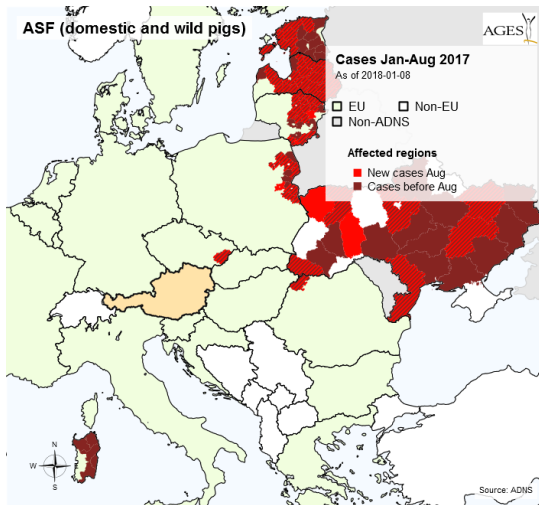 ASF (domestic and wild pigs)
AGES
Cases Jan-Aug 2017
As of 2018-01-08
EU
Non-EU
Non-ADNS
Affected regions
New cases Aug
Cases before Aug
N
W
E
S
Source: ADNS